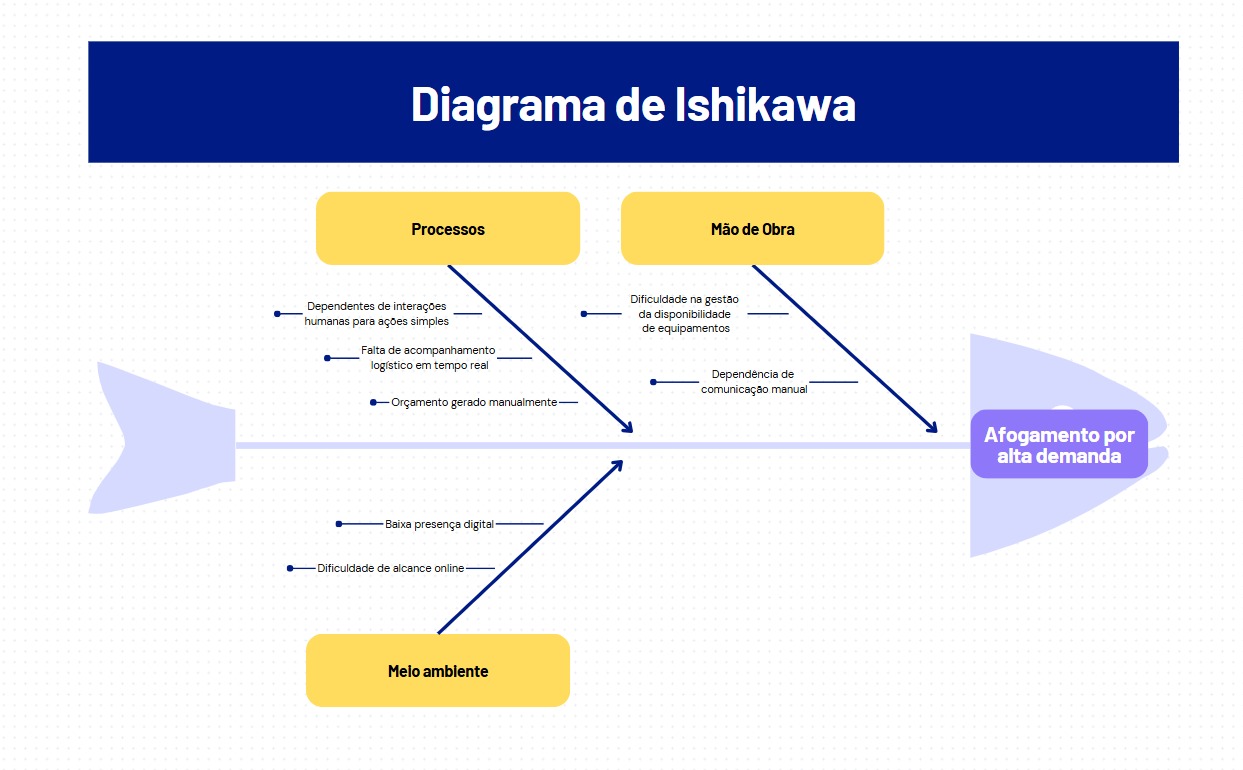 Diagrama de Ishikawa
Processos
Mão de Obra
Dependentes de interações
humanas para ações simples
Falta de acompanhamento
logístico em tempo real
Orçamento gerado manualmente
Dificuldade na gestão
da disponibilidade
de equipamentos
Dependência de
comunicação manual
Afogamento por
alta demanda
Baixa presença digital
Dificuldade de alcance online
Meio ambiente